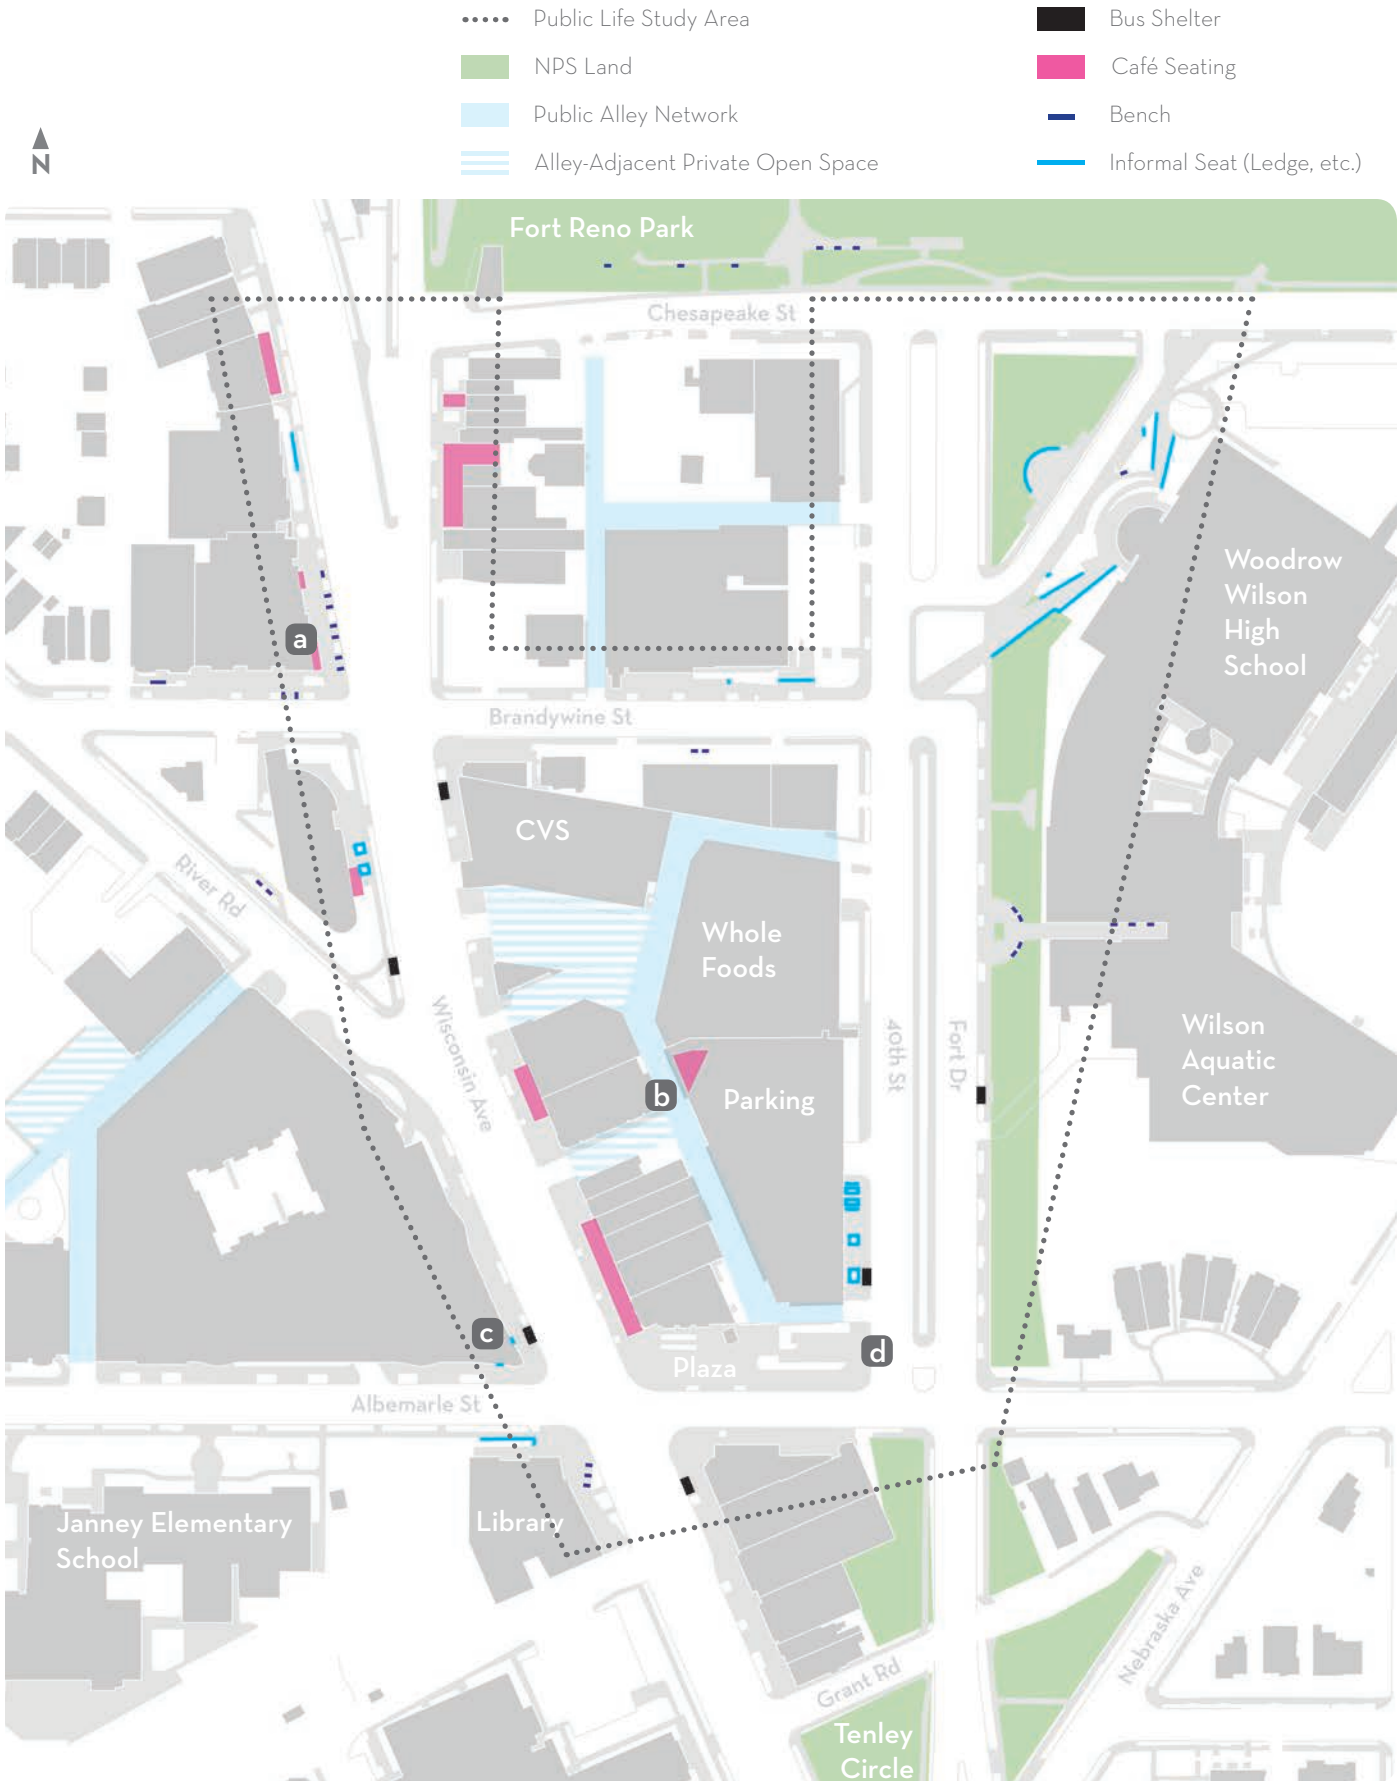 Public Life Study Area
NPS Land
Public Alley Network
Alley-Adjacent Private Open Space
Bus Shelter
Café Seating
Bench
Informal Seat (Ledge, etc.)
N
Fort Reno Park
Chesapeake St
Woodrow
Wilson
High
School
a
Brandywine St
CVS
River Rd
Whole
Foods
Wisconsin Ave
40th St
Fort Dr
Wilson
Aquatic
Center
b
Parking
c
d
Plaza
Albemarle St
Janney Elementary
School
Library
Nebraska Ave
Grant Rd
Tenley
Circle